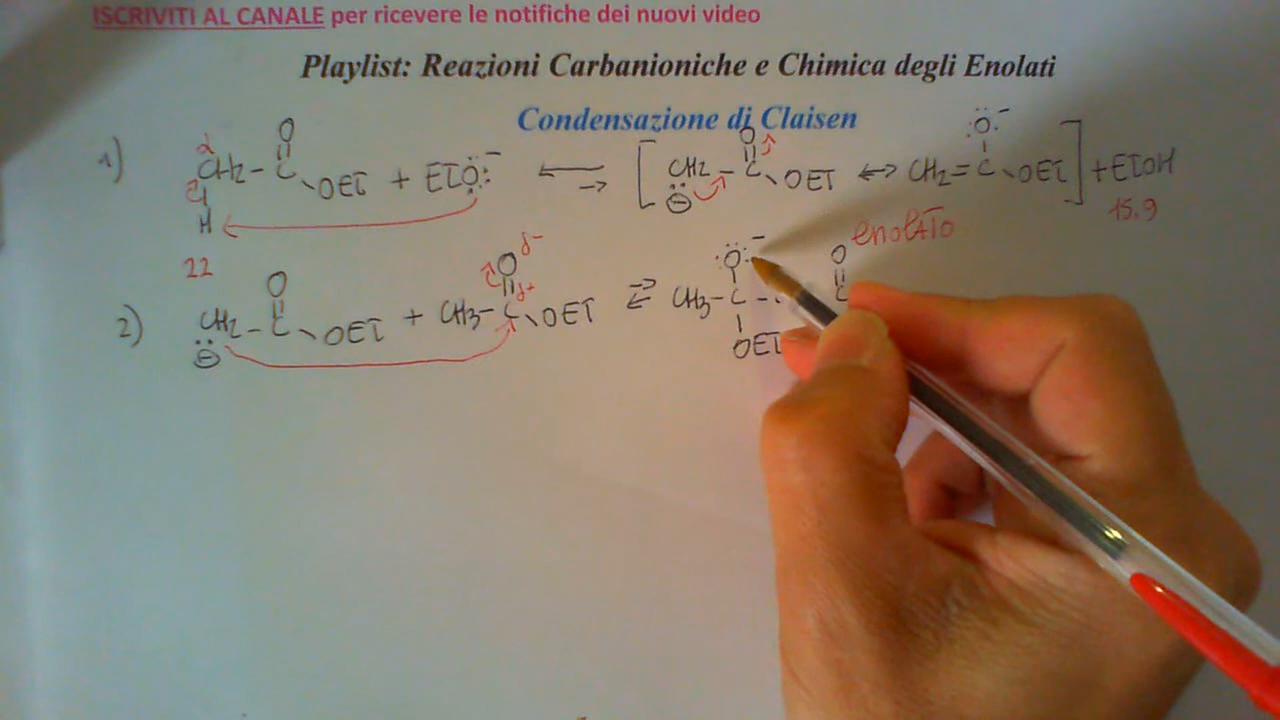 ISCRIVITI AL CANALE per ricevere le notifiche dei nuovi video
Playlist: Reazioni Carbanioniche e Chimica degli Enolati
Condensazione di Claisen
1) α CH2 - C O OEt + EtO:⁻ ⇌ [ CH2 - C O OEt ↔ CH2 = C O⁻ OEt ] + EtOH
H ⊖ 15.9
22 enolato
2) CH2 - C O OEt + CH3 - C O δ- δ+ OEt ⇌ CH3 - C - O⁻ C O
⊖ OEt